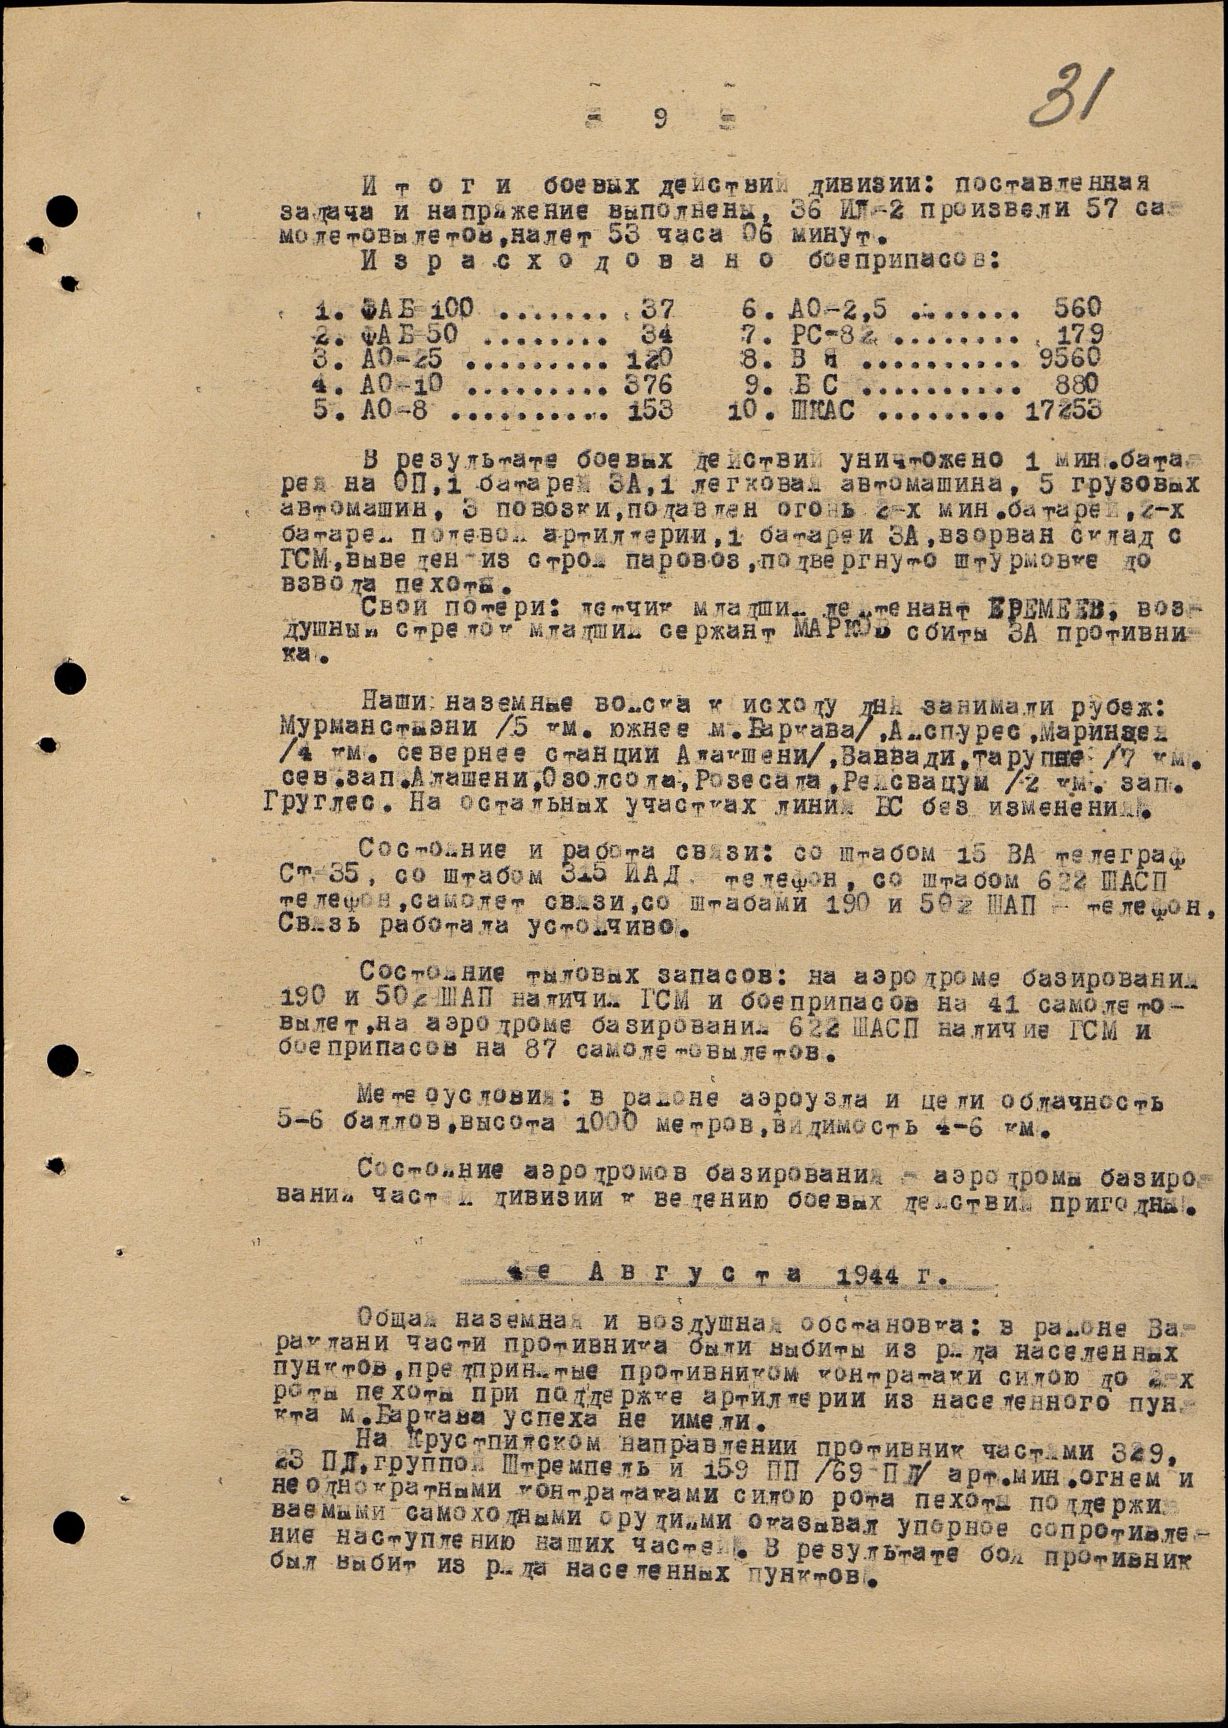 31
- 9 -
И т о г и боевых действий дивизии: поставленная
задача и напряжение выполнены, 36 ИЛ-2 произвели 57 са-
молетовылетов,налет 53 часа 06 минут.
И з р а с х о д о в а н о боеприпасов:
1. ФАБ-100 ....... 37 6. АО-2,5 ....... 560
2. ФАБ-50 ........ 34 7. РС-82 ........ 179
3. АО-25 ......... 120 8. В Я .......... 9560
4. АО-10 ......... 376 9. Б С .......... 880
5. АО-8 .......... 153 10. ШКАС ........ 17253
В результате боевых действий уничтожено 1 мин.бата-
рея на ОП,1 батарея ЗА,1 легковая автомашина, 5 грузовых
автомашин, 3 повозки,подавлен огонь 2-х мин.батарей,2-х
батарей полевой артиллерии,1 батареи ЗА,взорван склад с
ГСМ,выведен из строя паровоз,подвергнуто штурмовке до
взвода пехоты.
Свои потери: летчик младший лейтенант ЕРЕМЕЕВ, воз-
душный стрелок младший сержант МАРКОВ сбиты ЗА противни-
ка.
Наши наземные войска к исходу дня занимали рубеж:
Мурманстыэни /5 км. южнее м.Баркава/,Айспурес,Маринзея
/4 км. севернее станции Алакшени/,Ваввади,тарупне /7 км.
сев.зап.Алашени,Озолсола,Розесала,Рейсвацум /2 км. зап.
Груглес. На остальных участках линия БС без изменений.
Состояние и работа связи: со штабом 15 ВА телеграф
Ст-35, со штабом 315 ИАД телефон, со штабом 622 ШАСП
телефон,самолет связи,со штабами 190 и 502 ШАП - телефон.
Связь работала устойчиво.
Состояние тыловых запасов: на аэродроме базирования
190 и 502 ШАП наличия ГСМ и боеприпасов на 41 самолето-
вылет,на аэродроме базирования 622 ШАСП наличие ГСМ и
боеприпасов на 87 самолетовылетов.
Метеоусловия: в районе аэроузла и цели облачность
5-6 баллов,высота 1000 метров,видимость 4-6 км.
Состояние аэродромов базирования - аэродромы базиро-
вания частей дивизии к ведению боевых действий пригодны.
4-е А в г у с т а 1944 г.
Общая наземная и воздушная обстановка: в районе Ва-
раклани части противника были выбиты из ряда населенных
пунктов,предпринятые противником контратаки силою до 2-х
роты пехоты при поддержке артиллерии из населенного пун-
кта м.Баркава успеха не имели.
На Крустпилском направлении противник частями 329,
23 ПД,группой Штремпель и 159 ПП /69 ПД/ арт.мин.огнем и
неоднократными контратаками силою рота пехоты поддержи-
ваемыми самоходными орудиями оказывал упорное сопротивле-
ние наступлению наших частей. В результате боя противник
был выбит из ряда населенных пунктов.